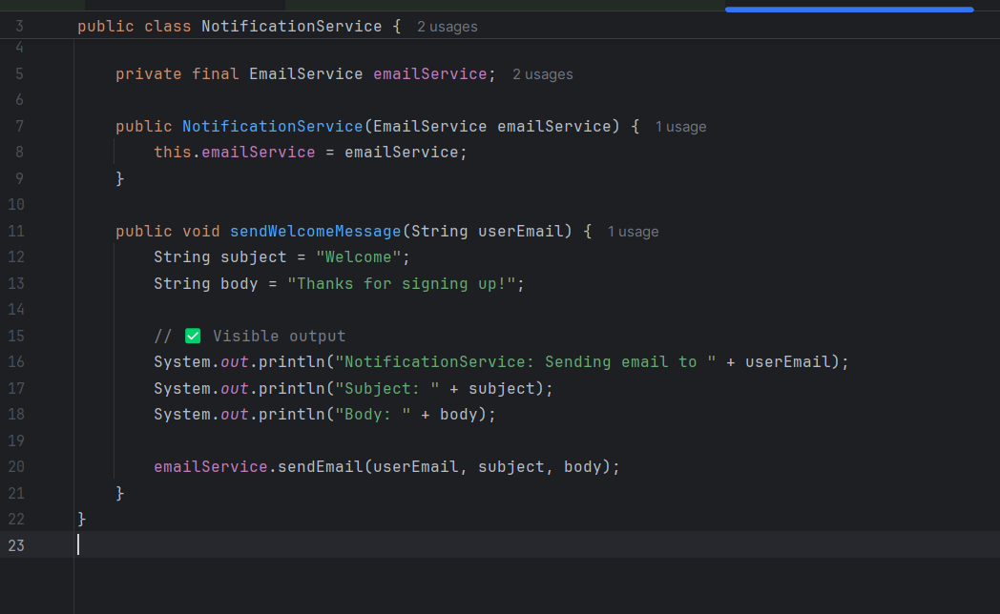 3 public class NotificationService { 2 usages
4
5 private final EmailService emailService; 2 usages
6
7 public NotificationService(EmailService emailService) { 1 usage
8 this.emailService = emailService;
9 }
10
11 public void sendWelcomeMessage(String userEmail) { 1 usage
12 String subject = "Welcome";
13 String body = "Thanks for signing up!";
14
15 // ✅ Visible output
16 System.out.println("NotificationService: Sending email to " + userEmail);
17 System.out.println("Subject: " + subject);
18 System.out.println("Body: " + body);
19
20 emailService.sendEmail(userEmail, subject, body);
21 }
22 }
23